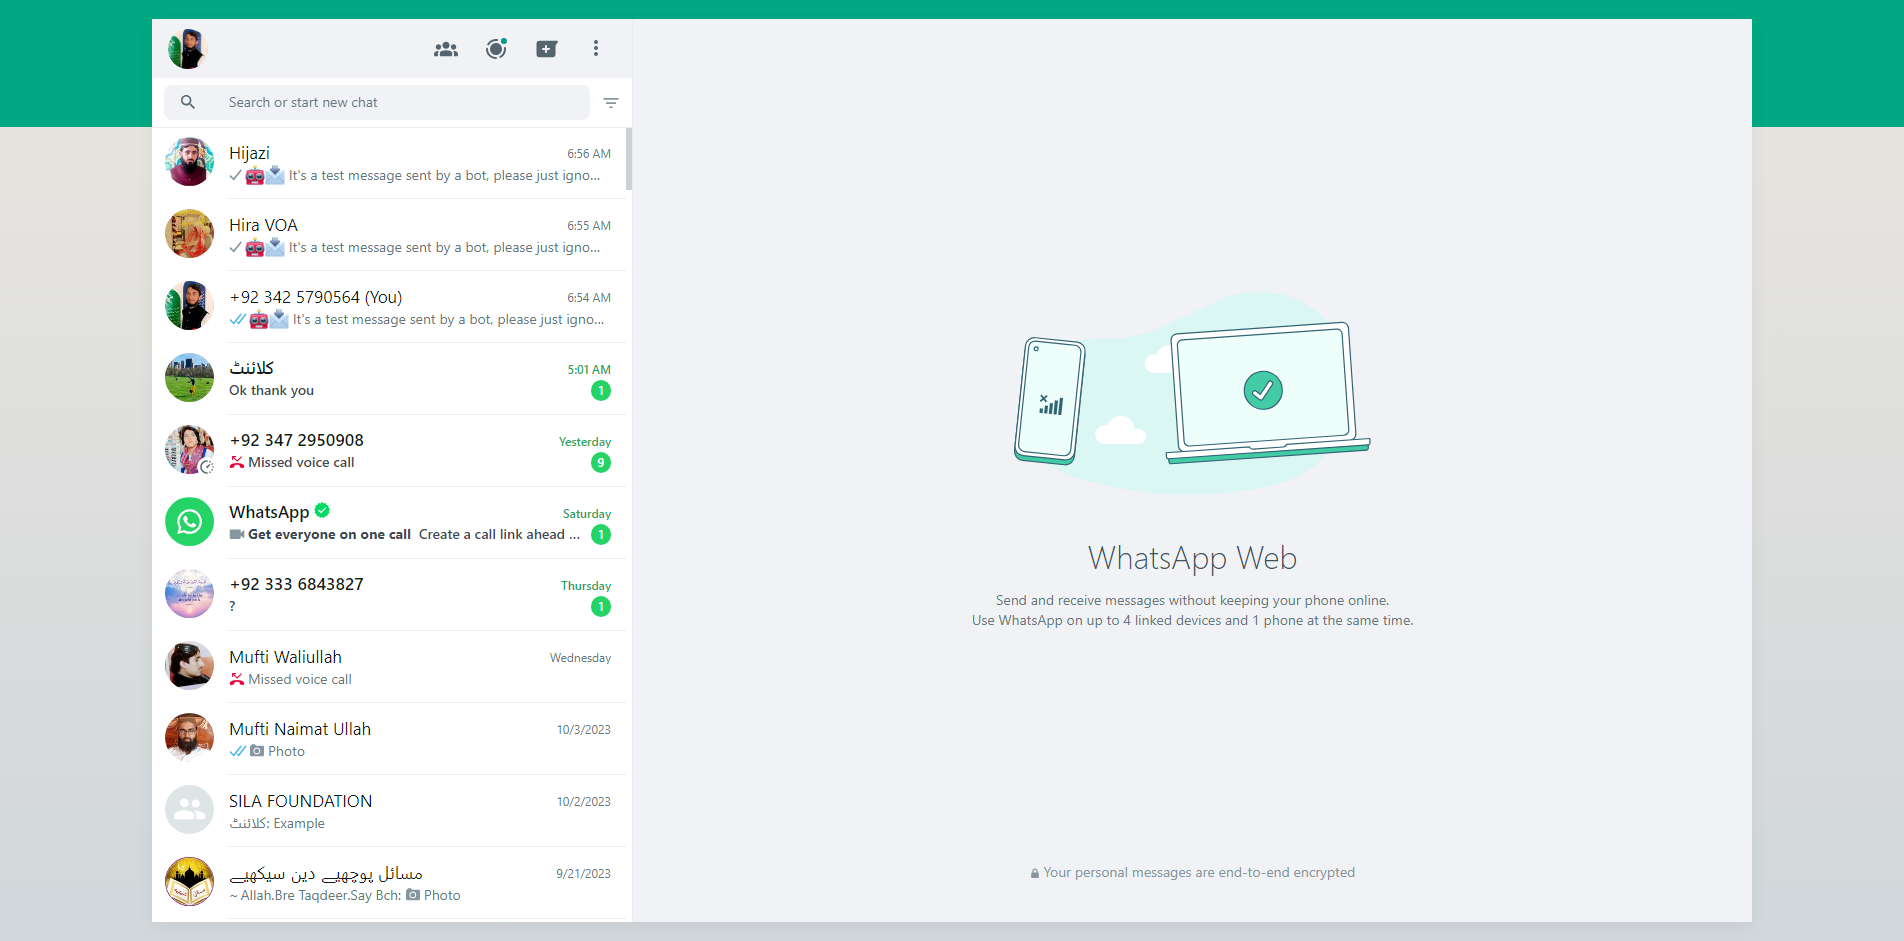 Search or start new chat
Hijazi 6:56 AM
It's a test message sent by a bot, please just igno...
Hira VOA 6:55 AM
It's a test message sent by a bot, please just igno...
+92 342 5790564 (You) 6:54 AM
It's a test message sent by a bot, please just igno...
کلائنٹ 5:01 AM
Ok thank you 1
+92 347 2950908 Yesterday
Missed voice call 9
WhatsApp Saturday
Get everyone on one call Create a call link ahead ... 1
+92 333 6843827 Thursday
? 1
Mufti Waliullah Wednesday
Missed voice call
Mufti Naimat Ullah 10/3/2023
Photo
SILA FOUNDATION 10/2/2023
کلائنٹ: Example
مسائل پوچھیے دین سیکھیے 9/21/2023
~ Allah.Bre Taqdeer.Say Bch: Photo
WhatsApp Web
Send and receive messages without keeping your phone online.
Use WhatsApp on up to 4 linked devices and 1 phone at the same time.
Your personal messages are end-to-end encrypted